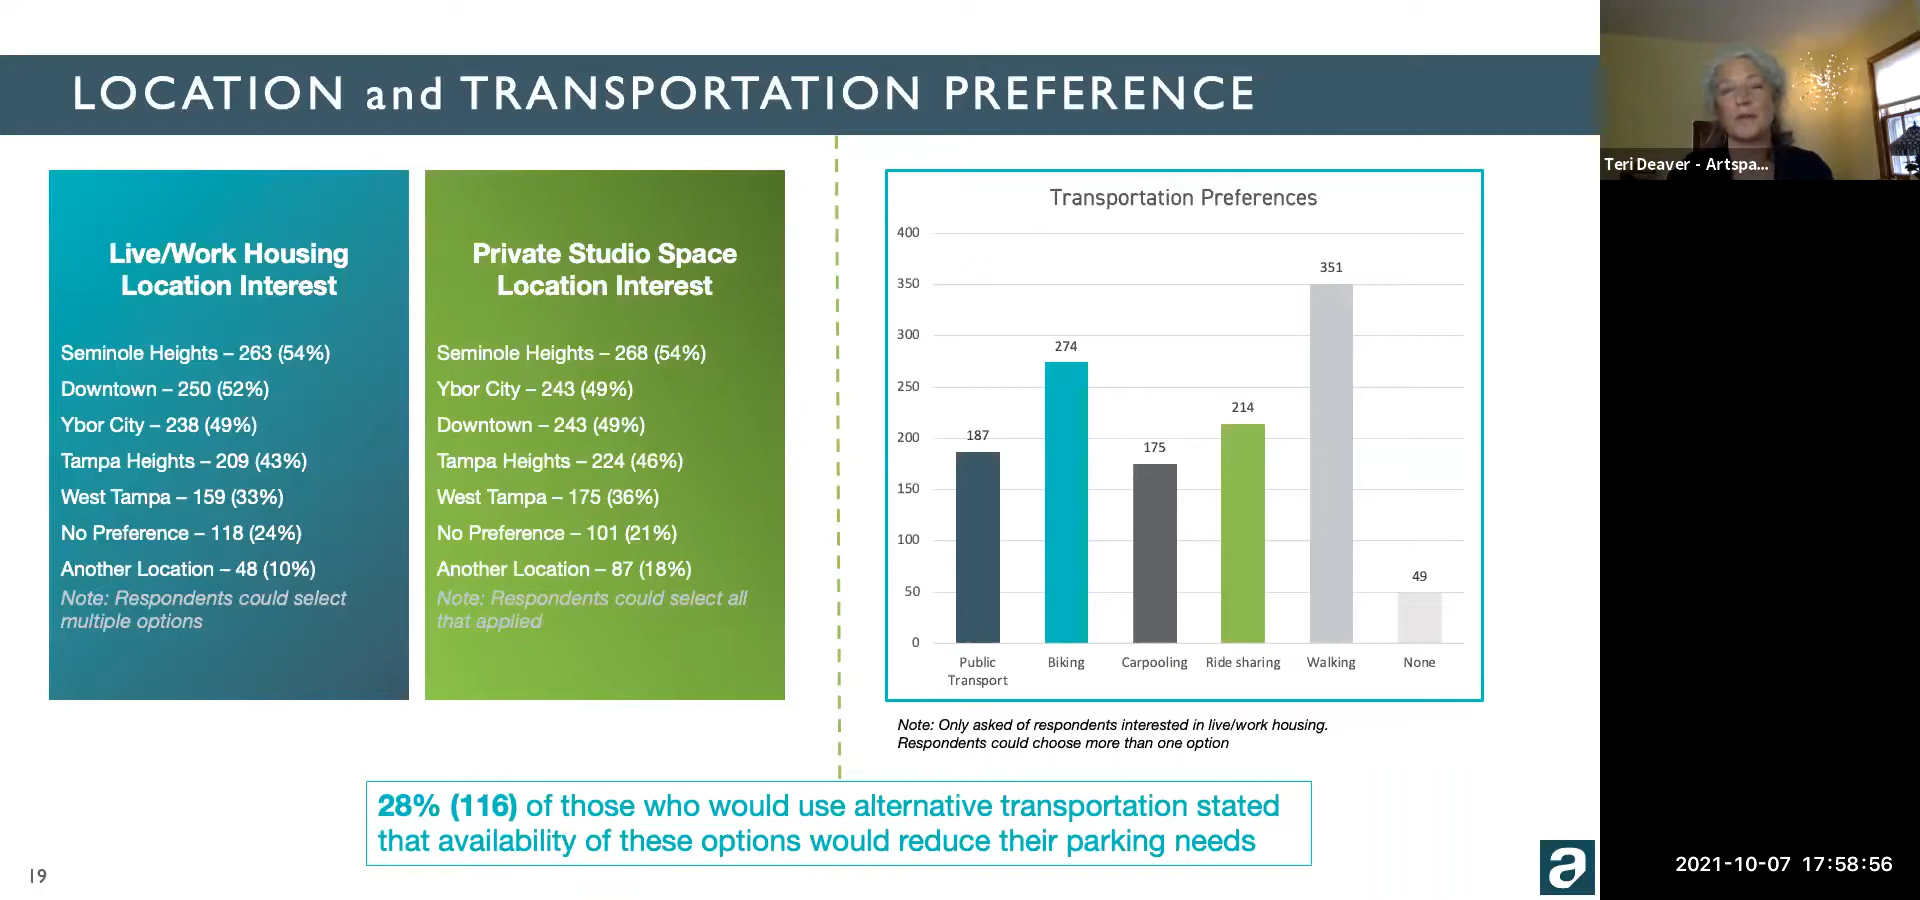 LOCATION and TRANSPORTATION PREFERENCE
Live/Work Housing
Location Interest
Seminole Heights – 263 (54%)
Downtown – 250 (52%)
Ybor City – 238 (49%)
Tampa Heights – 209 (43%)
West Tampa – 159 (33%)
No Preference – 118 (24%)
Another Location – 48 (10%)
Note: Respondents could select
multiple options
Private Studio Space
Location Interest
Seminole Heights – 268 (54%)
Ybor City – 243 (49%)
Downtown – 243 (49%)
Tampa Heights – 224 (46%)
West Tampa – 175 (36%)
No Preference – 101 (21%)
Another Location – 87 (18%)
Note: Respondents could select all
that applied
Transportation Preferences
400
350
300
250
200
150
100
50
0
187
274
175
214
351
49
Public
Transport
Biking
Carpooling
Ride sharing
Walking
None
Note: Only asked of respondents interested in live/work housing.
Respondents could choose more than one option
28% (116) of those who would use alternative transportation stated
that availability of these options would reduce their parking needs
19
a
Teri Deaver - Artspa...
2021-10-07 17:58:56